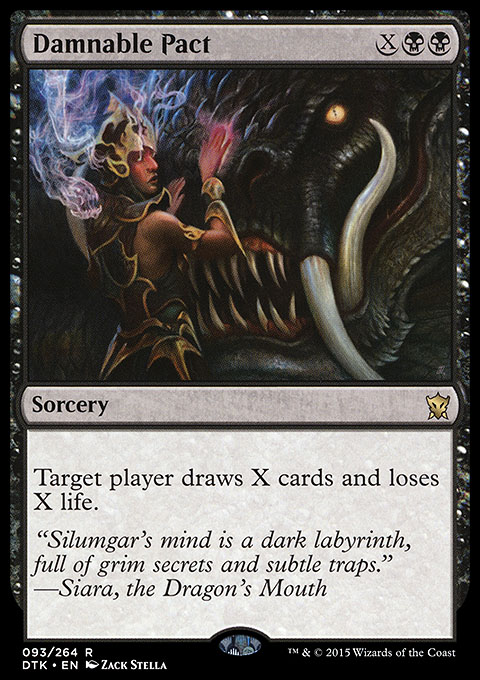 Damnable Pact X
Sorcery
Target player draws X cards and loses
X life.
“Silumgar’s mind is a dark labyrinth,
full of grim secrets and subtle traps.”
—Siara, the Dragon’s Mouth
093/264 R
DTK • EN Zack Stella
™ & © 2015 Wizards of the Coast